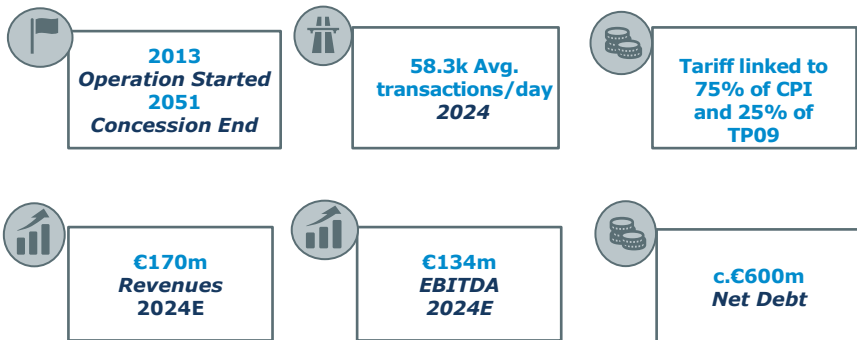 2013
Operation Started
2051
Concession End
58.3k Avg.
transactions/day
2024
Tariff linked to
75% of CPI
and 25% of
TP09
€170m
Revenues
2024E
€134m
EBITDA
2024E
c.€600m
Net Debt